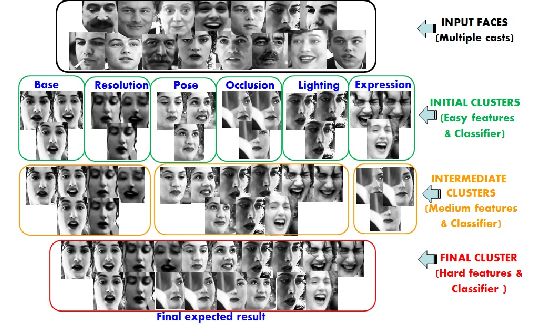 INPUT FACES
(Multiple casts)
Base Resolution Pose Occlusion Lighting Expression
INITIAL CLUSTERS
(Easy features
& Classifier)
INTERMEDIATE
CLUSTERS
(Medium features
& Classifier)
FINAL CLUSTER
(Hard features &
Classifier )
Final expected result